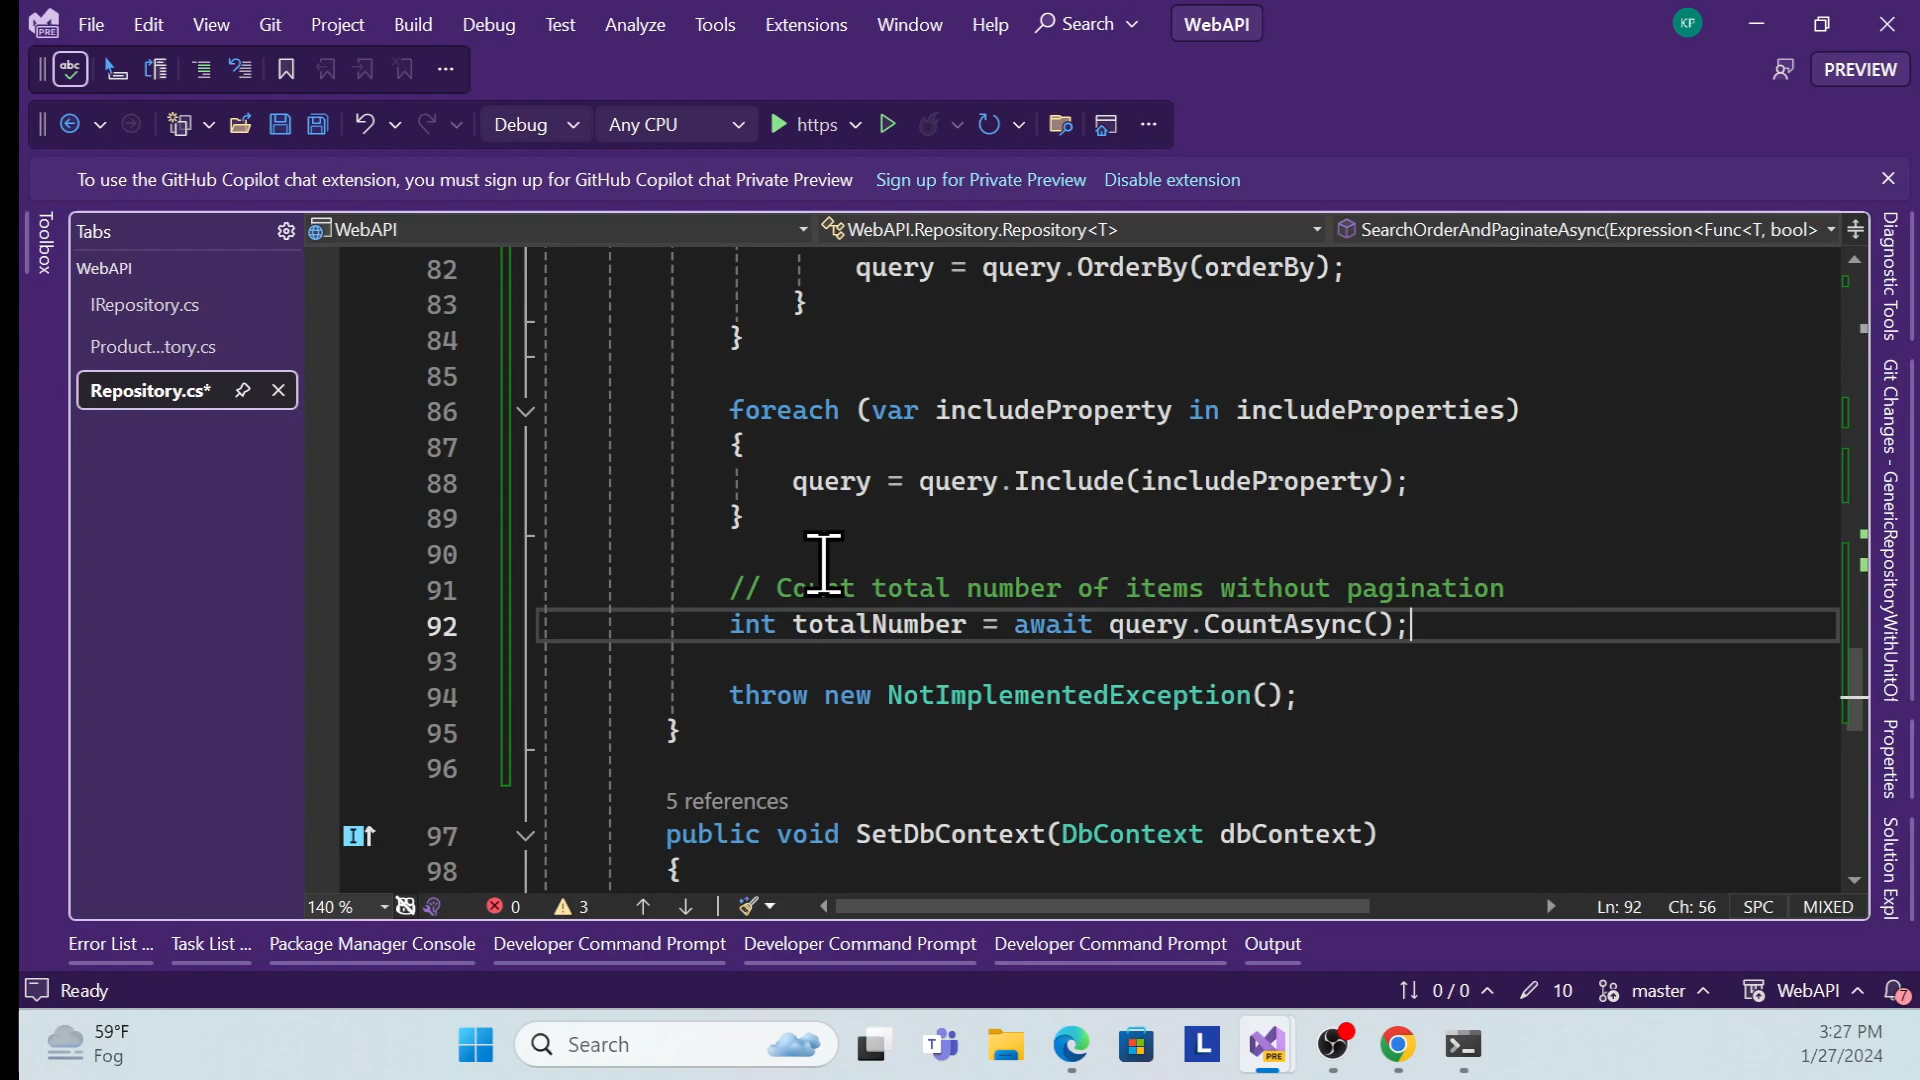 PRE
File Edit View Git Project Build Debug Test Analyze Tools Extensions Window Help Search WebAPI KP
abc PREVIEW
Debug Any CPU https
To use the GitHub Copilot chat extension, you must sign up for GitHub Copilot chat Private Preview Sign up for Private Preview Disable extension
Toolbox
Tabs
WebAPI
IRepository.cs
Product...tory.cs
Repository.cs*
WebAPI WebAPI.Repository.Repository<T> SearchOrderAndPaginateAsync(Expression<Func<T, bool>
82 query = query.OrderBy(orderBy);
83 }
84 }
85
86 foreach (var includeProperty in includeProperties)
87 {
88 query = query.Include(includeProperty);
89 }
90
91 // Count total number of items without pagination
92 int totalNumber = await query.CountAsync();
93
94 throw new NotImplementedException();
95 }
96
5 references
97 public void SetDbContext(DbContext dbContext)
98 {
Diagnostic Tools
Git Changes - GenericRepositoryWithUnitOf
Properties
Solution Expl
140 % 0 3 Ln: 92 Ch: 56 SPC MIXED
Error List ... Task List ... Package Manager Console Developer Command Prompt Developer Command Prompt Developer Command Prompt Output
Ready 0 / 0 10 master WebAPI 7
59°F
Fog
Search
T
L
PRE
3:27 PM
1/27/2024